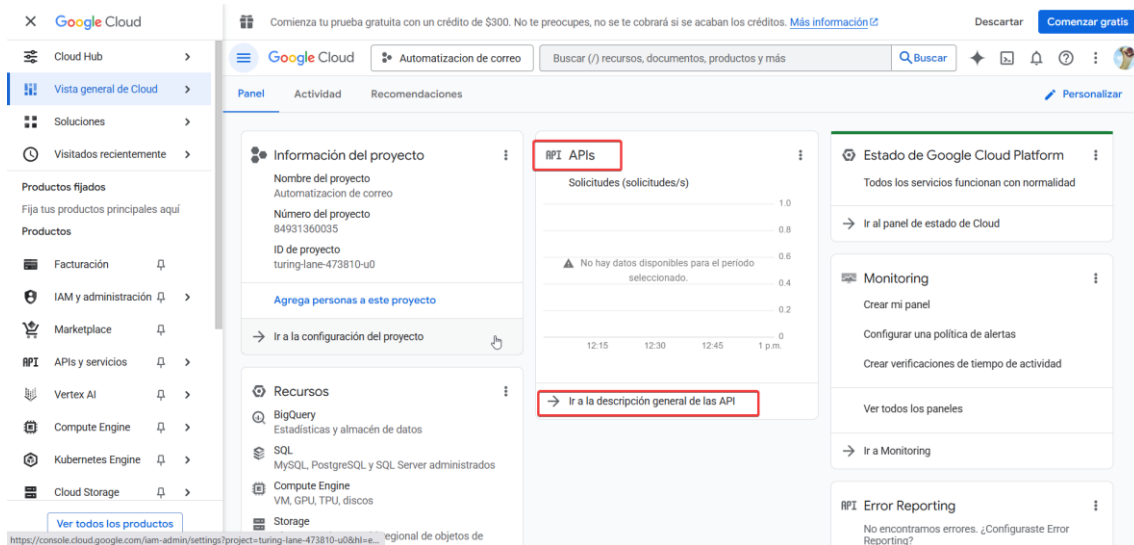 Google Cloud
Cloud Hub
Vista general de Cloud
Soluciones
Visitados recientemente
Productos fijados
Fija tus productos principales aquí
Productos
Facturación
IAM y administración
Marketplace
API APIs y servicios
Vertex AI
Compute Engine
Kubernetes Engine
Cloud Storage
Ver todos los productos
https://console.cloud.google.com/iam-admin/settings?project=turing-lane-473810-u0&hl=e...
Comienza tu prueba gratuita con un crédito de $300. No te preocupes, no se te cobrará si se acaban los créditos. Más información
Descartar
Comenzar gratis
Google Cloud
Automatizacion de correo
Buscar (/) recursos, documentos, productos y más
Buscar
Panel
Actividad
Recomendaciones
Personalizar
Información del proyecto
Nombre del proyecto
Automatizacion de correo
Número del proyecto
84931360035
ID de proyecto
turing-lane-473810-u0
Agrega personas a este proyecto
Ir a la configuración del proyecto
Recursos
BigQuery
Estadísticas y almacén de datos
SQL
MySQL, PostgreSQL y SQL Server administrados
Compute Engine
VM, GPU, TPU, discos
Storage
egional de objetos de
API APIs
Solicitudes (solicitudes/s)
1.0
0.8
0.6
0.4
0.2
0
No hay datos disponibles para el período
seleccionado.
12:15
12:30
12:45
1 p.m.
Ir a la descripción general de las API
Estado de Google Cloud Platform
Todos los servicios funcionan con normalidad
Ir al panel de estado de Cloud
Monitoring
Crear mi panel
Configurar una política de alertas
Crear verificaciones de tiempo de actividad
Ver todos los paneles
Ir a Monitoring
API Error Reporting
No encontramos errores. ¿Configuraste Error
Reporting?